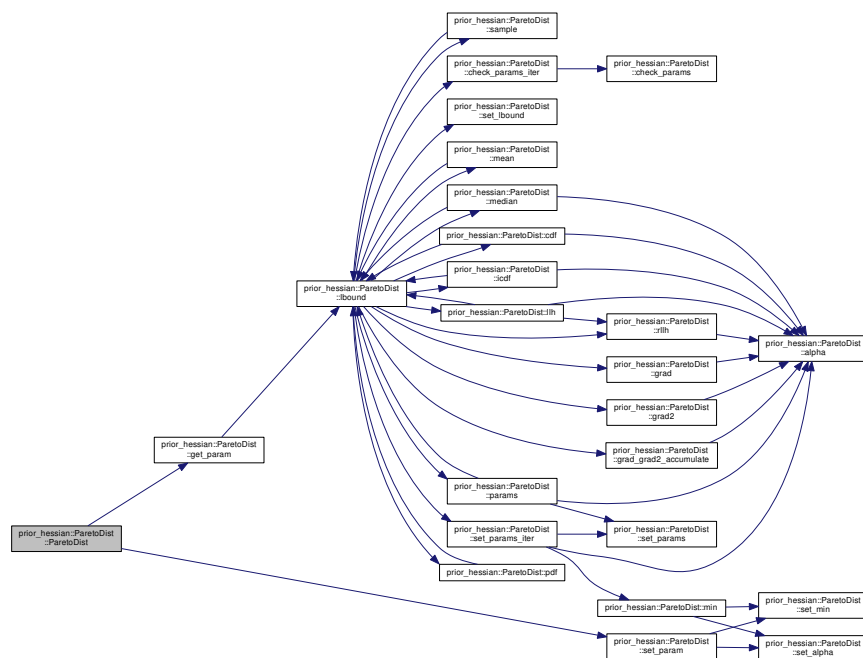 prior_hessian::ParetoDist
::sample
prior_hessian::ParetoDist
::check_params_iter
prior_hessian::ParetoDist
::check_params
prior_hessian::ParetoDist
::set_lbound
prior_hessian::ParetoDist
::mean
prior_hessian::ParetoDist
::median
prior_hessian::ParetoDist::cdf
prior_hessian::ParetoDist
::icdf
prior_hessian::ParetoDist
::lbound
prior_hessian::ParetoDist::llh
prior_hessian::ParetoDist
::rllh
prior_hessian::ParetoDist
::alpha
prior_hessian::ParetoDist
::grad
prior_hessian::ParetoDist
::grad2
prior_hessian::ParetoDist
::get_param
prior_hessian::ParetoDist
::grad_grad2_accumulate
prior_hessian::ParetoDist
::params
prior_hessian::ParetoDist
::ParetoDist
prior_hessian::ParetoDist
::set_params_iter
prior_hessian::ParetoDist
::set_params
prior_hessian::ParetoDist::pdf
prior_hessian::ParetoDist::min
prior_hessian::ParetoDist
::set_min
prior_hessian::ParetoDist
::set_param
prior_hessian::ParetoDist
::set_alpha